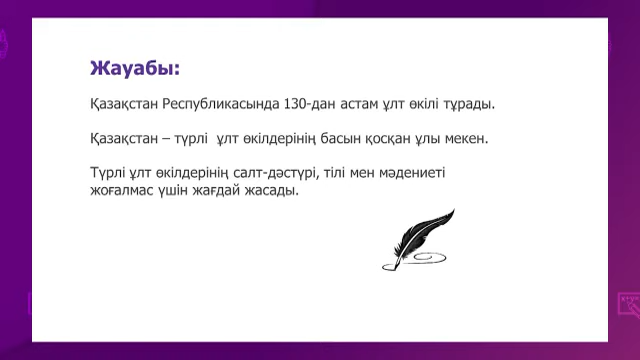 Жауабы:
Қазақстан Республикасында 130-дан астам ұлт өкілі тұрады.
Қазақстан – түрлі ұлт өкілдерінің басын қосқан ұлы мекен.
Түрлі ұлт өкілдерінің салт-дәстүрі, тілі мен мәдениеті
жоғалмас үшін жағдай жасады.